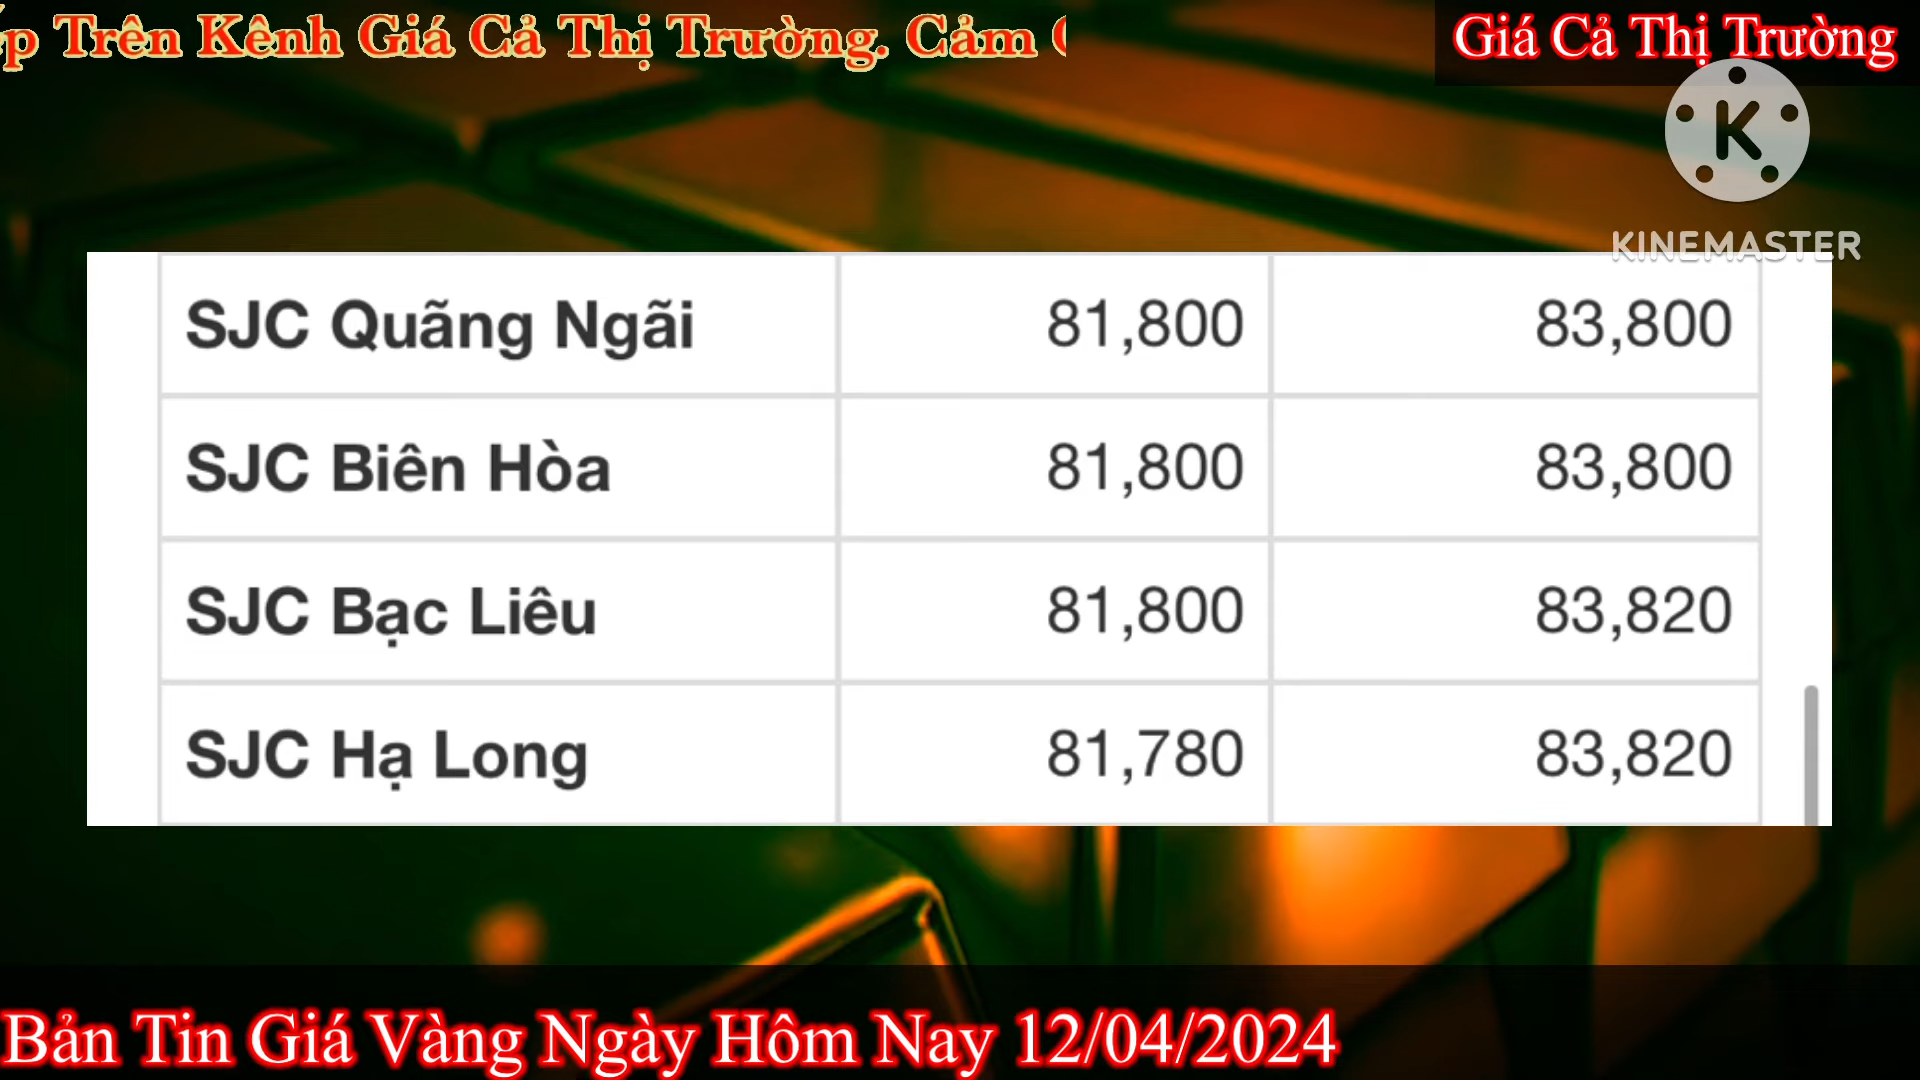 Trên Kênh Giá Cả Thị Trường. Cảm
Giá Cả Thị Trường
K
KINEMASTER
SJC Quãng Ngãi 81,800 83,800
SJC Biên Hòa 81,800 83,800
SJC Bạc Liêu 81,800 83,820
SJC Hạ Long 81,780 83,820
Bản Tin Giá Vàng Ngày Hôm Nay 12/04/2024